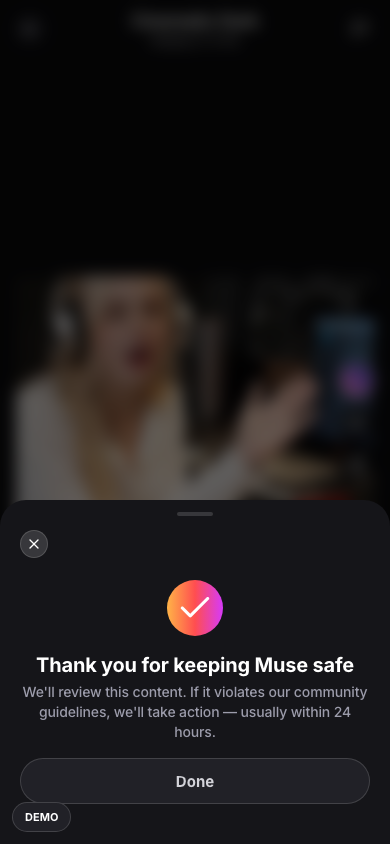 Thank you for keeping Muse safe
We'll review this content. If it violates our community
guidelines, we'll take action — usually within 24
hours.
Done
DEMO